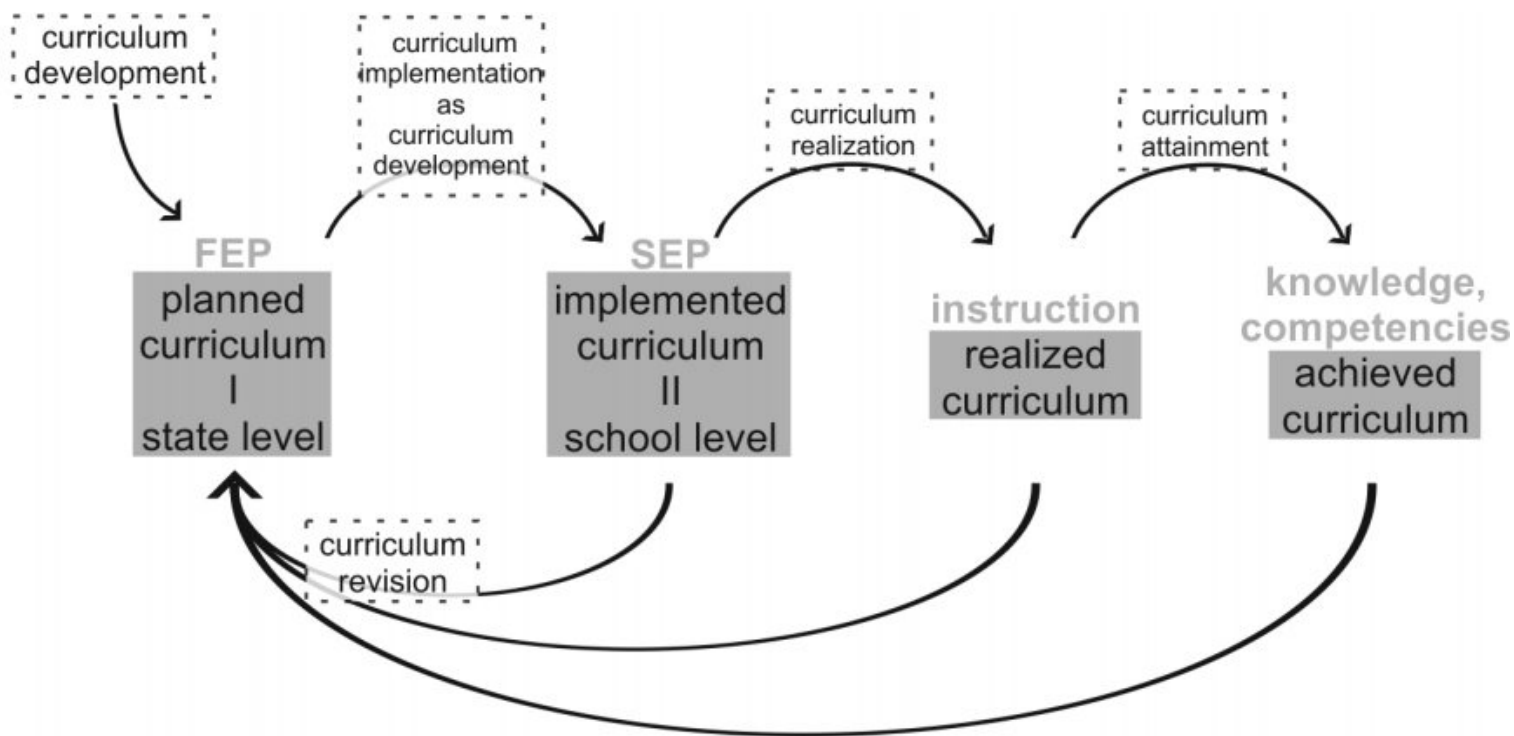 curriculum
development
curriculum
implementation
as
curriculum
development
curriculum
realization
curriculum
attainment
FEP
planned
curriculum
I
state level
SEP
implemented
curriculum
II
school level
instruction
realized
curriculum
knowledge,
competencies
achieved
curriculum
curriculum
revision